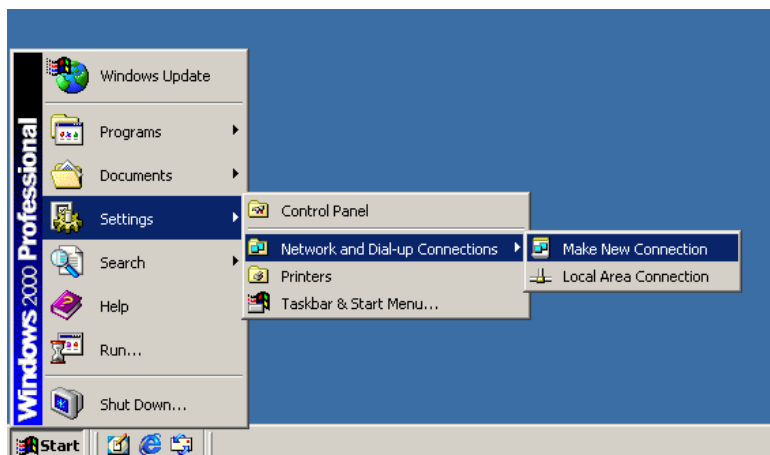 Windows 2000 Professional
Windows Update
Programs
Documents
Settings
Search
Help
Run...
Shut Down...
Control Panel
Network and Dial-up Connections
Printers
Taskbar & Start Menu...
Make New Connection
Local Area Connection
Start